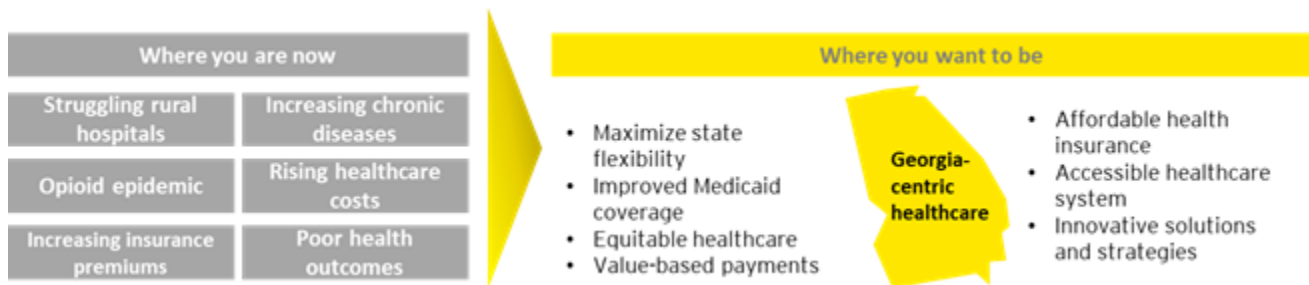 Where you are now
Struggling rural
hospitals
Increasing chronic
diseases
Opioid epidemic
Rising healthcare
costs
Increasing insurance
premiums
Poor health
outcomes
Where you want to be
• Maximize state
flexibility
• Improved Medicaid
coverage
• Equitable healthcare
• Value-based payments
Georgia-
centric
healthcare
• Affordable health
insurance
• Accessible healthcare
system
• Innovative solutions
and strategies